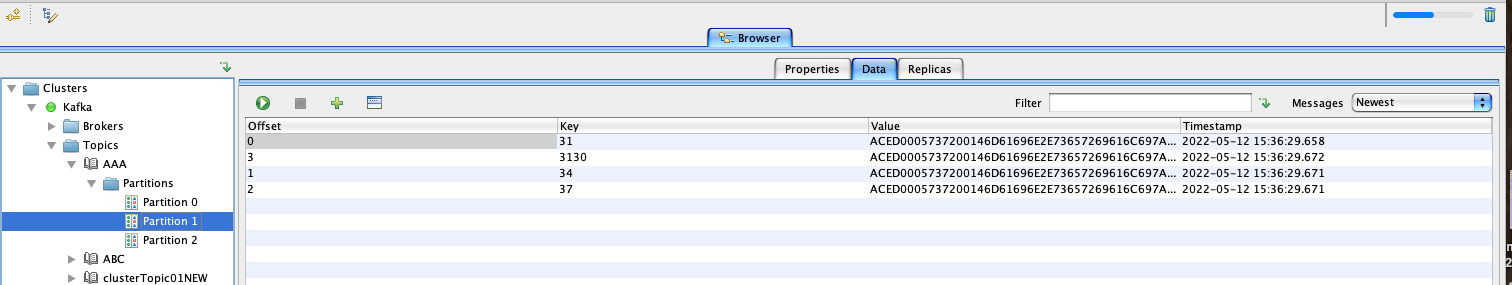 Browser
Properties Data Replicas
Clusters
Kafka
Brokers
Topics
AAA
Partitions
Partition 0
Partition 1
Partition 2
ABC
clusterTopic01NEW
Filter Messages Newest
Offset Key Value Timestamp
0 31 ACED0005737200146D61696E2E73657269616C697A... 2022-05-12 15:36:29.658
3 3130 ACED0005737200146D61696E2E73657269616C697A... 2022-05-12 15:36:29.672
1 34 ACED0005737200146D61696E2E73657269616C697A... 2022-05-12 15:36:29.671
2 37 ACED0005737200146D61696E2E73657269616C697A... 2022-05-12 15:36:29.671